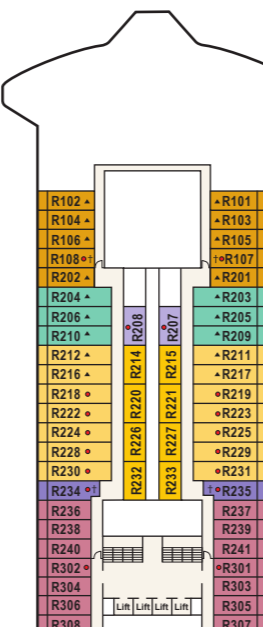 R102 ▲ ▲ R101
R104 ▲ ▲ R103
R106 ▲ ▲ R105
R108 ● † † ● R107
R202 ▲ ▲ R201
R204 ▲ ▲ R203
R206 ▲ ● R208 ● R207 ▲ R205
R210 ▲ ▲ R209
R212 ▲ R214 R215 ▲ R211
R216 ▲ ▲ R217
R218 ● R220 R221 ● R219
R222 ● ● R223
R224 ● R226 R227 ● R225
R228 ● ● R229
R230 ● R232 R233 ● R231
R234 ● † † ● R235
R236 R237
R238 R239
R240 R241
R302 ● ● R301
R304 R303
R306 Lift Lift Lift Lift R305
R308 R307